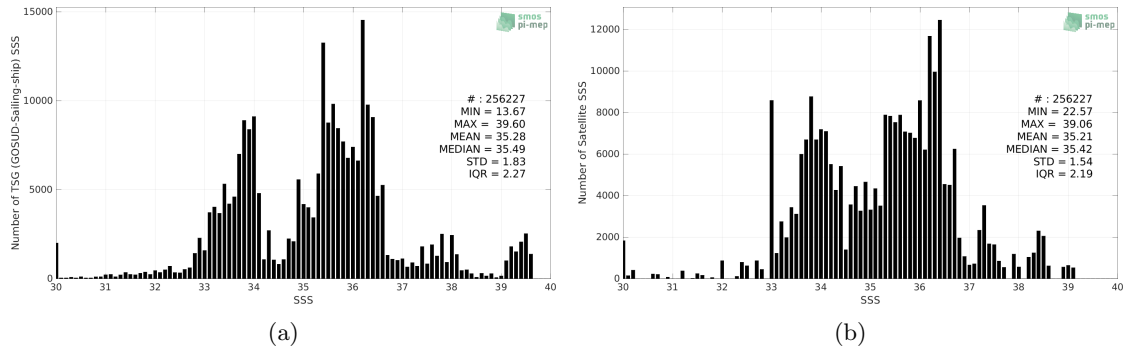 smos
pi-mep
15000
10000
5000
0
Number of TSG (GOSUD-Sailing-ship) SSS
# : 256227
MIN = 13.67
MAX = 39.60
MEAN = 35.28
MEDIAN = 35.49
STD = 1.83
IQR = 2.27
30 31 32 33 34 35 36 37 38 39 40
SSS
(a)
smos
pi-mep
12000
10000
8000
6000
4000
2000
0
Number of Satellite SSS
# : 256227
MIN = 22.57
MAX = 39.06
MEAN = 35.21
MEDIAN = 35.42
STD = 1.54
IQR = 2.19
30 31 32 33 34 35 36 37 38 39 40
SSS
(b)